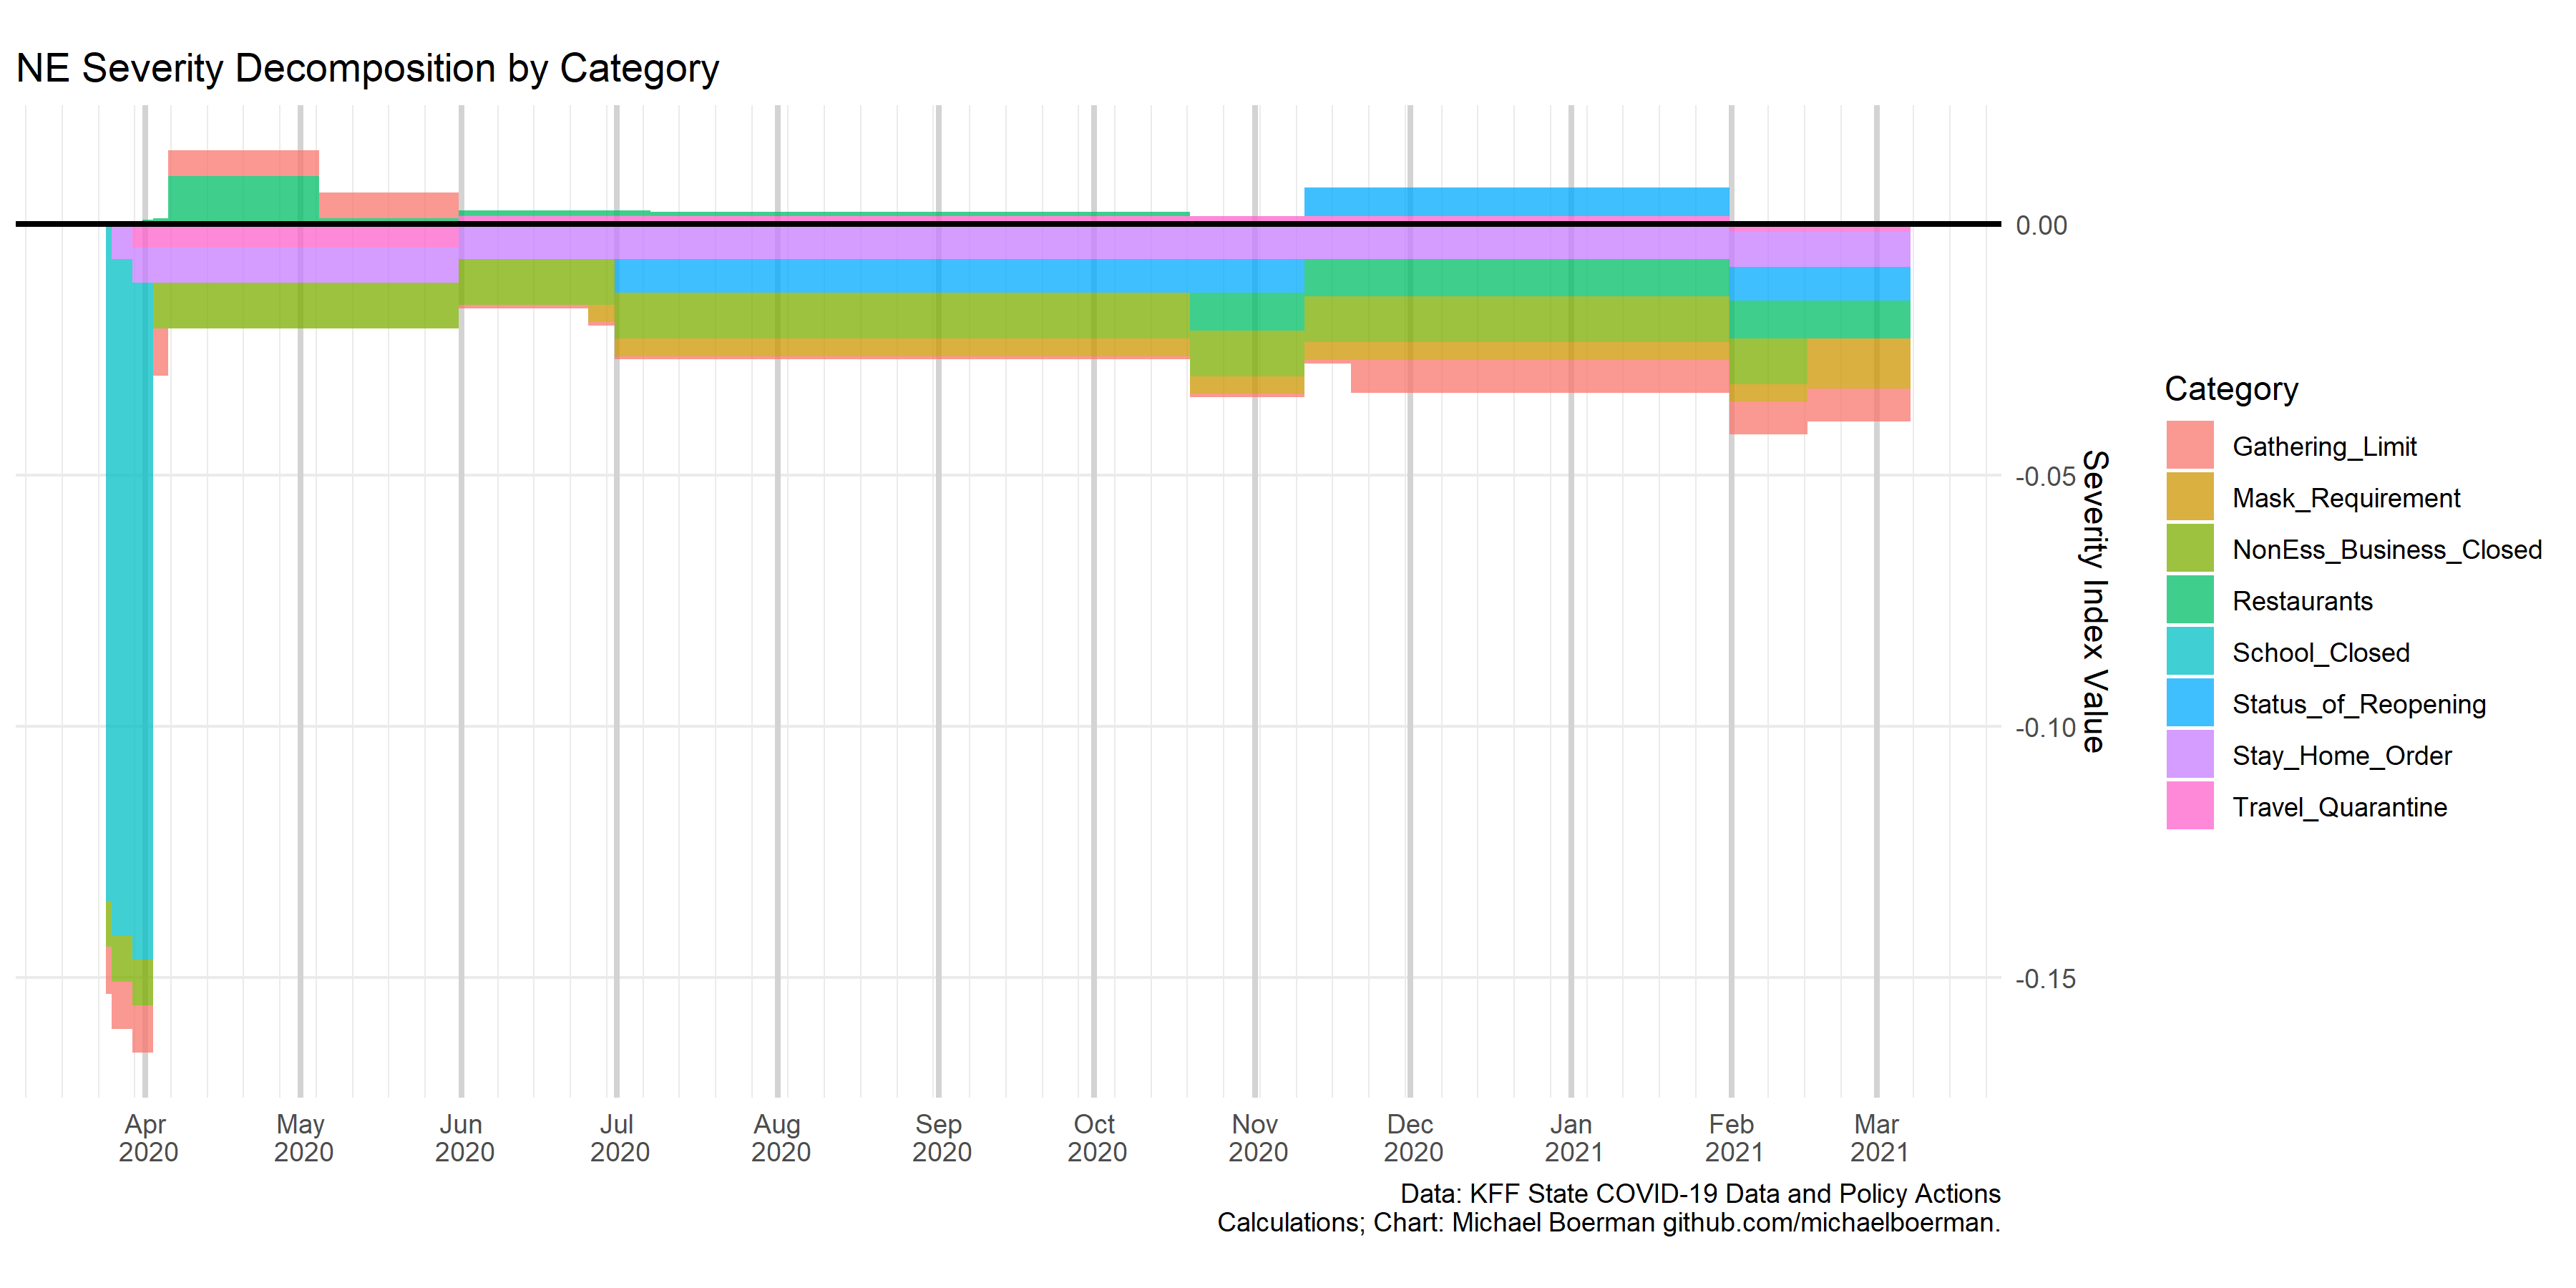 NE Severity Decomposition by Category
0.00
-0.05
-0.10
-0.15
Severity Index Value
Apr
2020
May
2020
Jun
2020
Jul
2020
Aug
2020
Sep
2020
Oct
2020
Nov
2020
Dec
2020
Jan
2021
Feb
2021
Mar
2021
Category
Gathering_Limit
Mask_Requirement
NonEss_Business_Closed
Restaurants
School_Closed
Status_of_Reopening
Stay_Home_Order
Travel_Quarantine
Data: KFF State COVID-19 Data and Policy Actions
Calculations; Chart: Michael Boerman github.com/michaelboerman.